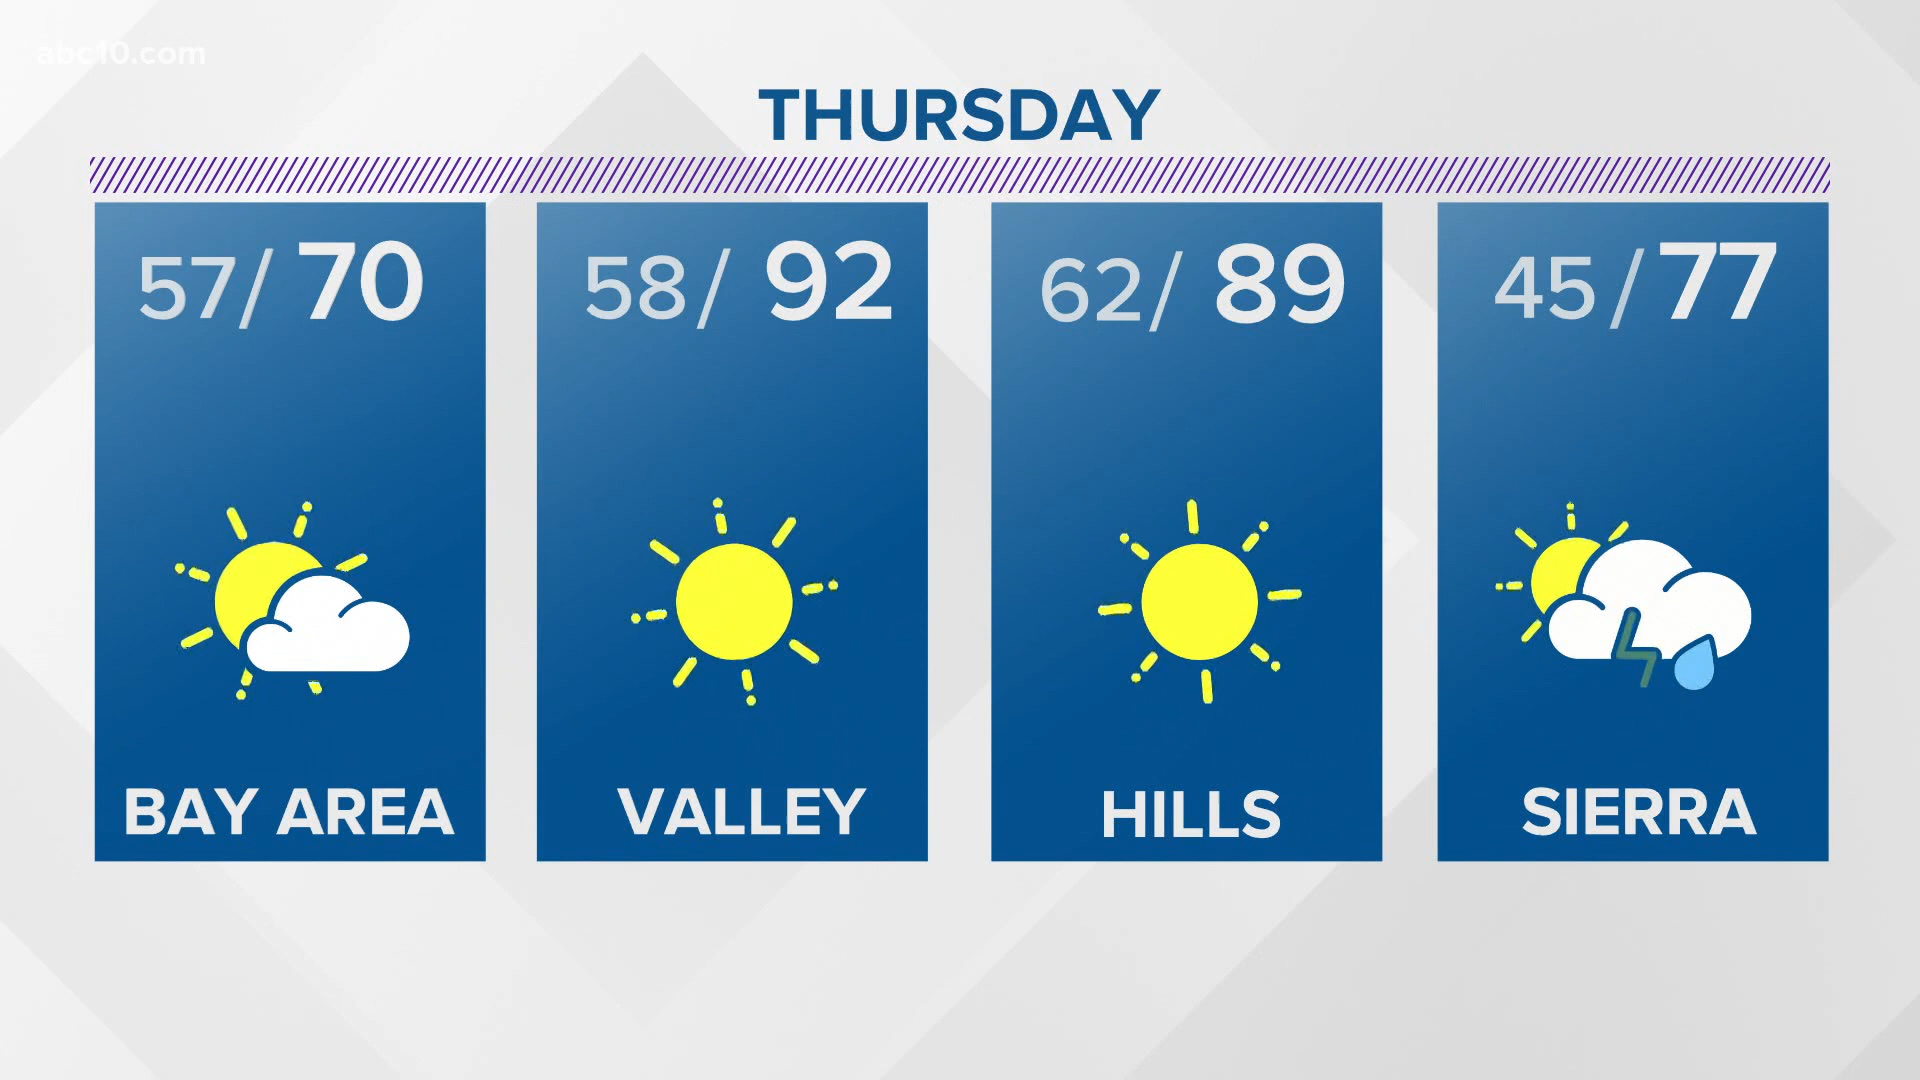 abc10.com
THURSDAY
57/ 70
58/ 92
62/ 89
45/ 77
BAY AREA
VALLEY
HILLS
SIERRA